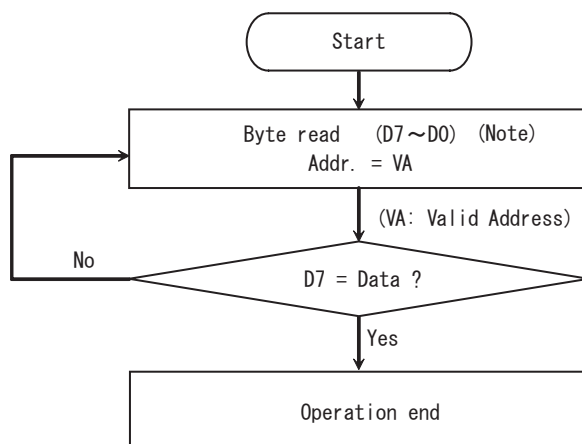 Start
Byte read (D7～D0) (Note)
Addr. = VA
(VA: Valid Address)
No
D7 = Data ?
Yes
Operation end